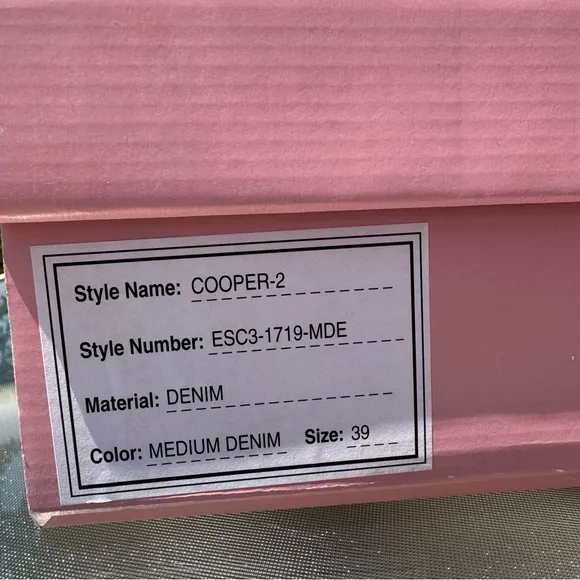 Style Name: COOPER-2
Style Number: ESC3-1719-MDE
Material: DENIM
Color: MEDIUM DENIM Size: 39